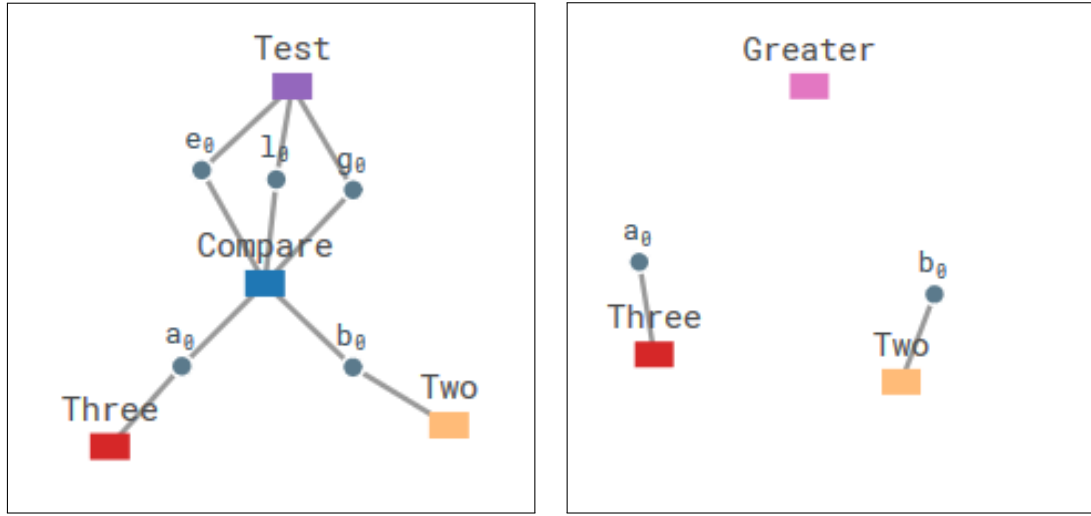 Test
e₀
l₀
g₀
Compare
a₀
b₀
Three
Two
Greater
a₀
b₀
Three
Two